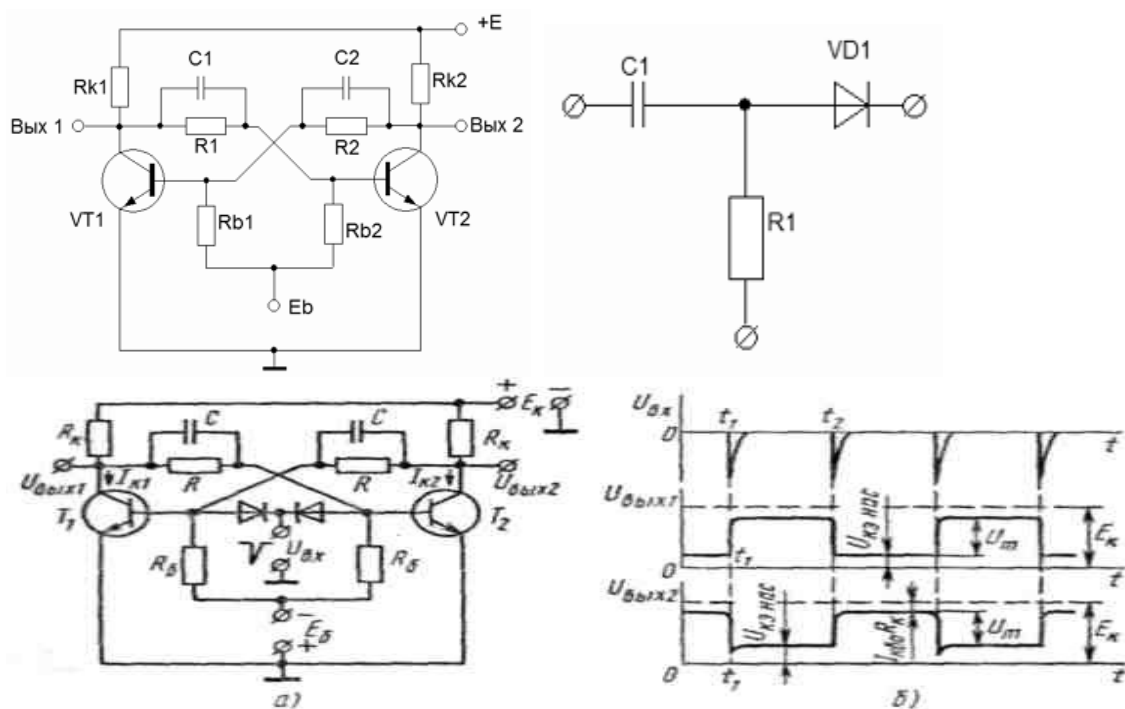 +E
C1
C2
Rk1
Rk2
Вых 1
R1
R2
Вых 2
VT1
Rb1
Rb2
VT2
Eb
VD1
C1
R1
+
Eк
−
Rк
C
C
Rк
Uвых1
Iк1
R
R
Iк2
Uвых2
T1
T2
Uвх
Rб
Rб
−
Eб
+
а)
Uвх
0
t1
t2
t
Uвых1
Uкэ нас
Um
Eк
t1
0
t
Uвых2
Uкэ нас
Iкбо Rк
Um
Eк
0
t1
t
б)